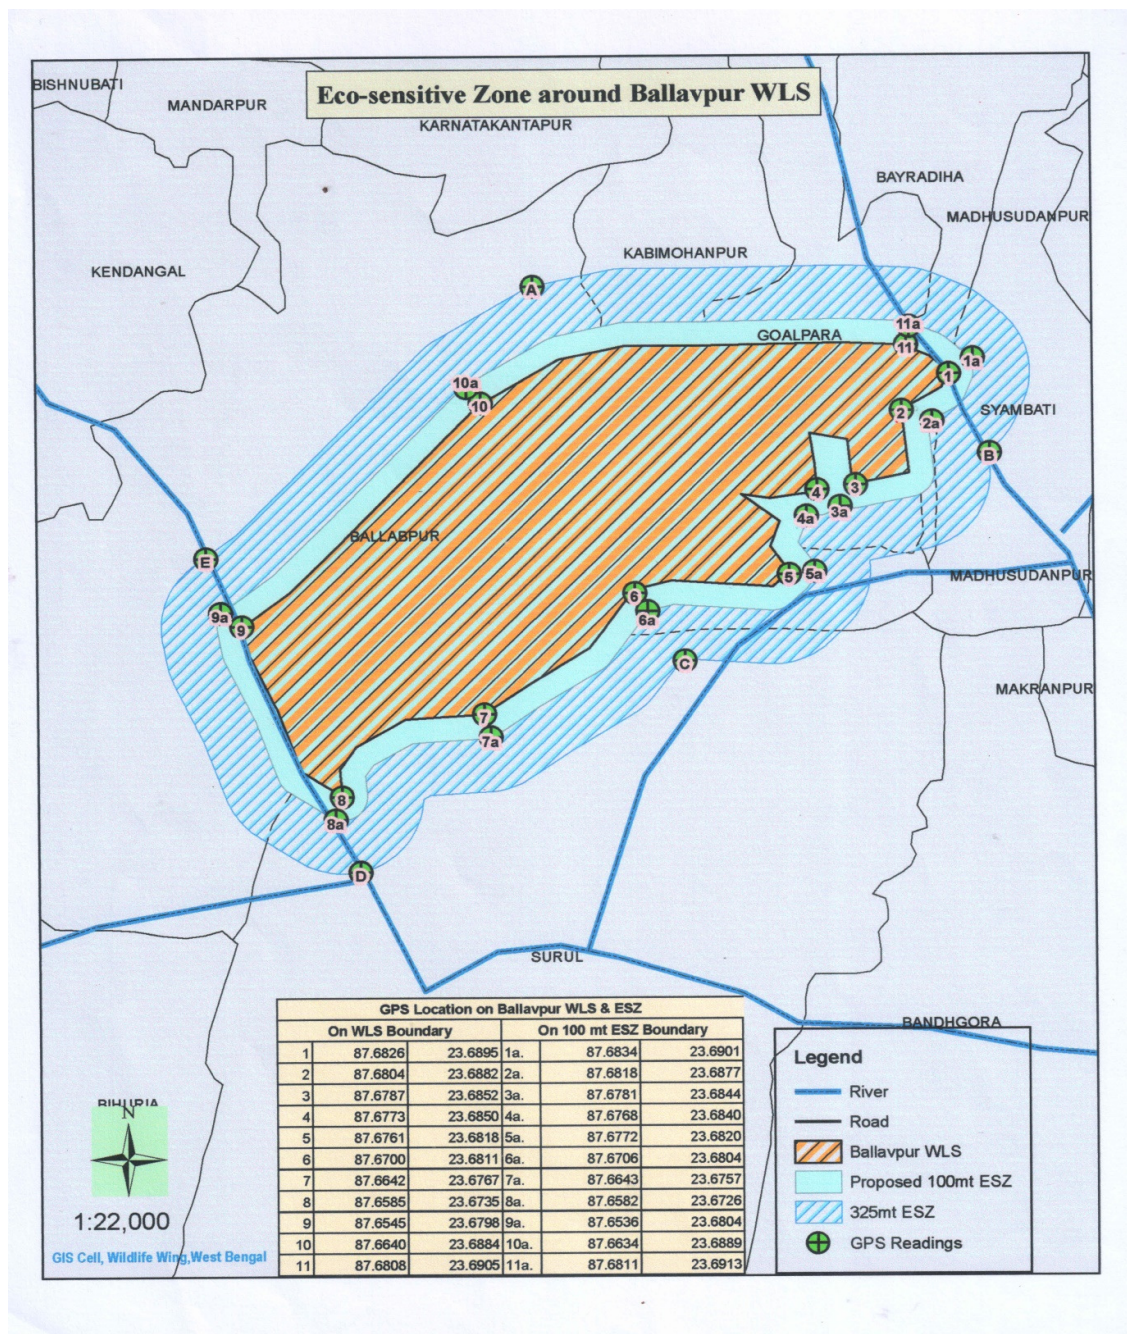 BISHNUBATI
MANDARPUR
Eco-sensitive Zone around Ballavpur WLS
KARNATAKANTAPUR
BAYRADIHA
MADHUSUDANPUR
KENDANGAL
KABIMOHANPUR
A
GOALPARA
11a
11
1a
1
10a
10
SYAMBATI
2
2a
B
4
3
3a
4a
BALLABPUR
E
5
5a
MADHUSUDANPUR
6
6a
9a
9
C
MAKRANPUR
7
7a
8
8a
D
SURUL
BANDHGORA
GPS Location on Ballavpur WLS & ESZ
On WLS Boundary On 100 mt ESZ Boundary
1 87.6826 23.6895 1a. 87.6834 23.6901
2 87.6804 23.6882 2a. 87.6818 23.6877
3 87.6787 23.6852 3a. 87.6781 23.6844
4 87.6773 23.6850 4a. 87.6768 23.6840
5 87.6761 23.6818 5a. 87.6772 23.6820
6 87.6700 23.6811 6a. 87.6706 23.6804
7 87.6642 23.6767 7a. 87.6643 23.6757
8 87.6585 23.6735 8a. 87.6582 23.6726
9 87.6545 23.6798 9a. 87.6536 23.6804
10 87.6640 23.6884 10a. 87.6634 23.6889
11 87.6808 23.6905 11a. 87.6811 23.6913
Legend
River
Road
Ballavpur WLS
Proposed 100mt ESZ
325mt ESZ
GPS Readings
BIHURIA
N
1:22,000
GIS Cell, Wildlife Wing,West Bengal